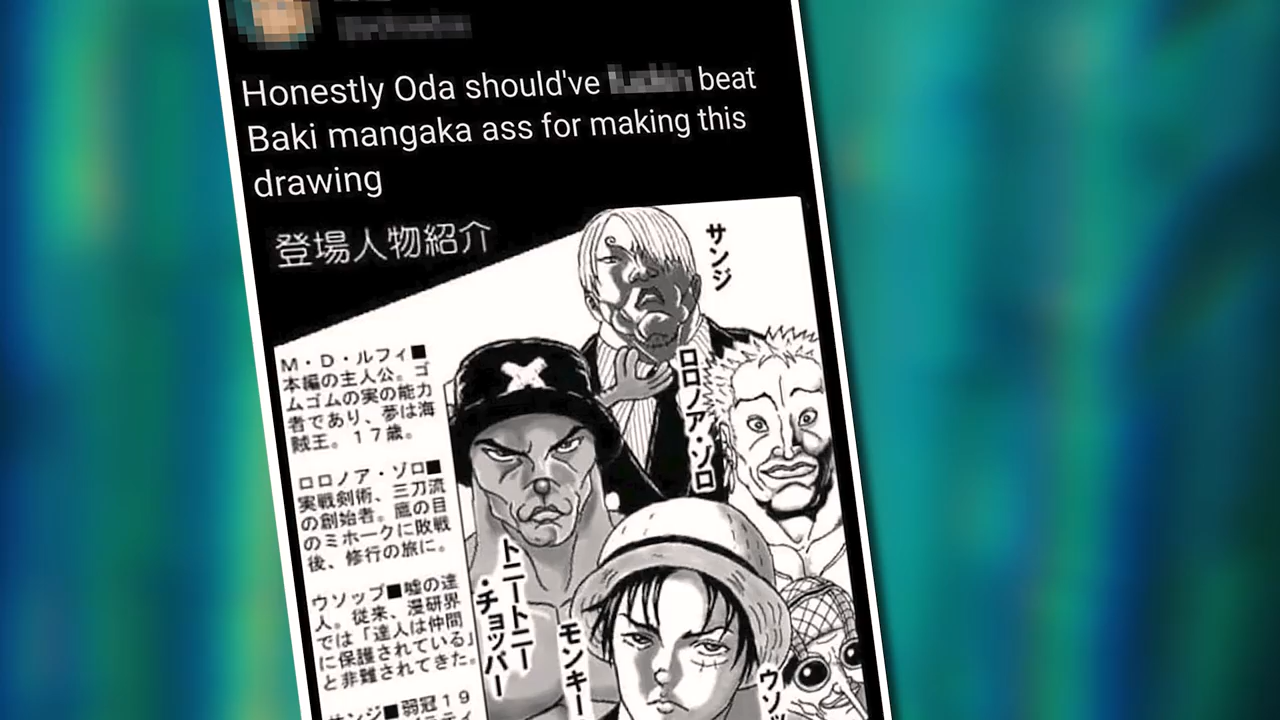 Honestly Oda should've beat
Baki mangaka ass for making this
drawing
登場人物紹介
サンジ
ロロノア・ゾロ
トニートニー
・チョッパー
モンキー
ウソッ
M・D・ルフィ■
本編の主人公。ゴ
ムゴムの実の能力
者であり、夢は海
賊王。17歳。
ロロノア・ゾロ■
実戦剣術、三刀流
の創始者。鷹の目
のミホークに敗戦
後、修行の旅に。
ウソップ■嘘の達
人。従来、漫研界
では「達人は仲間
に保護されている」
と非難されてきた。
サンジ■弱冠19